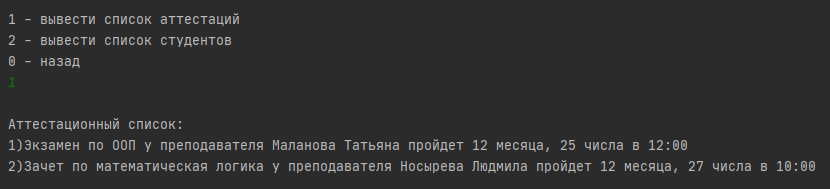 1 - вывести список аттестаций
2 - вывести список студентов
0 - назад
1
Аттестационный список:
1)Экзамен по ООП у преподавателя Маланова Татьяна пройдет 12 месяца, 25 числа в 12:00
2)Зачет по математическая логика у преподавателя Носырева Людмила пройдет 12 месяца, 27 числа в 10:00